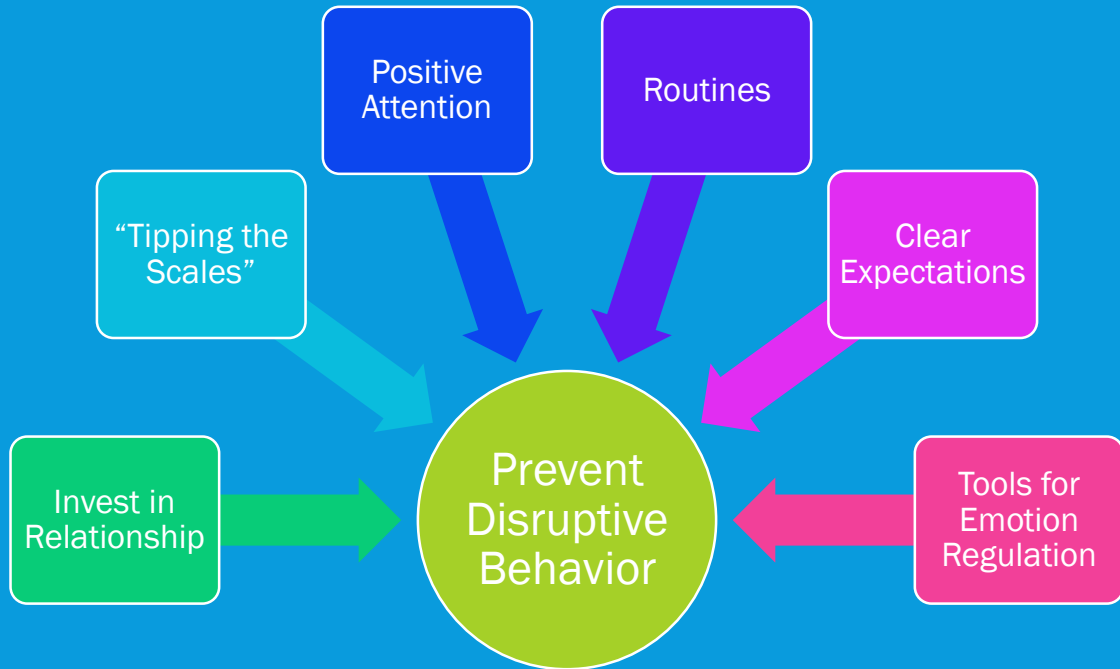 Positive
Attention
Routines
“Tipping the
Scales”
Clear
Expectations
Invest in
Relationship
Prevent
Disruptive
Behavior
Tools for
Emotion
Regulation